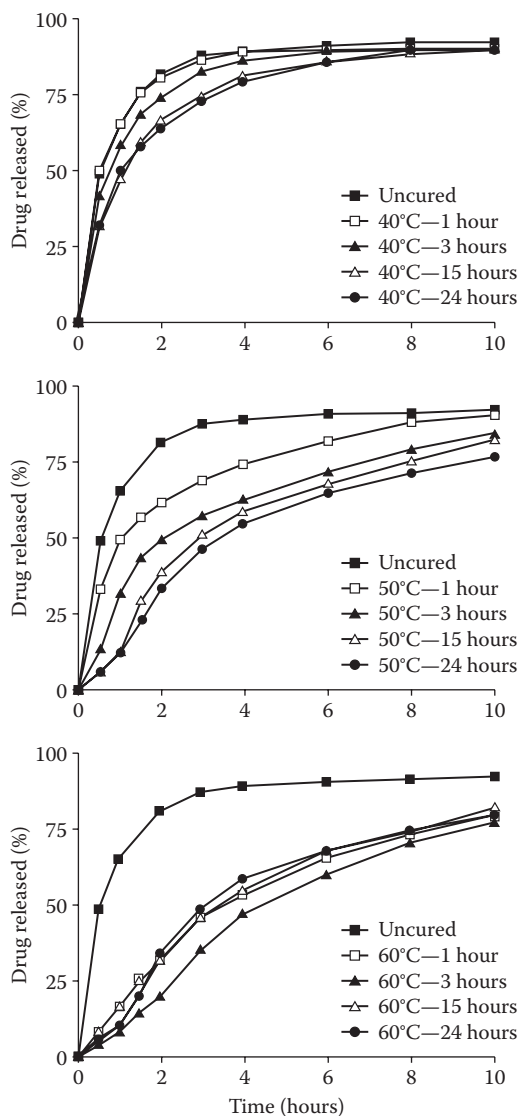 100
75
50
25
0
Drug released (%)
Uncured
40°C—1 hour
40°C—3 hours
40°C—15 hours
40°C—24 hours
0 2 4 6 8 10
100
75
50
25
0
Drug released (%)
Uncured
50°C—1 hour
50°C—3 hours
50°C—15 hours
50°C—24 hours
0 2 4 6 8 10
100
75
50
25
0
Drug released (%)
Uncured
60°C—1 hour
60°C—3 hours
60°C—15 hours
60°C—24 hours
0 2 4 6 8 10
Time (hours)